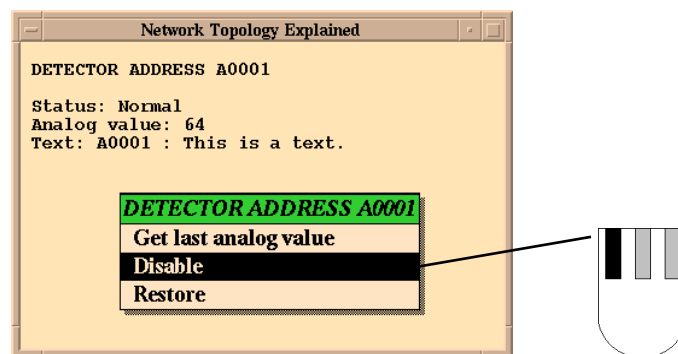 Network Topology Explained
DETECTOR ADDRESS A0001
Status: Normal
Analog value: 64
Text: A0001 : This is a text.
DETECTOR ADDRESS A0001
Get last analog value
Disable
Restore